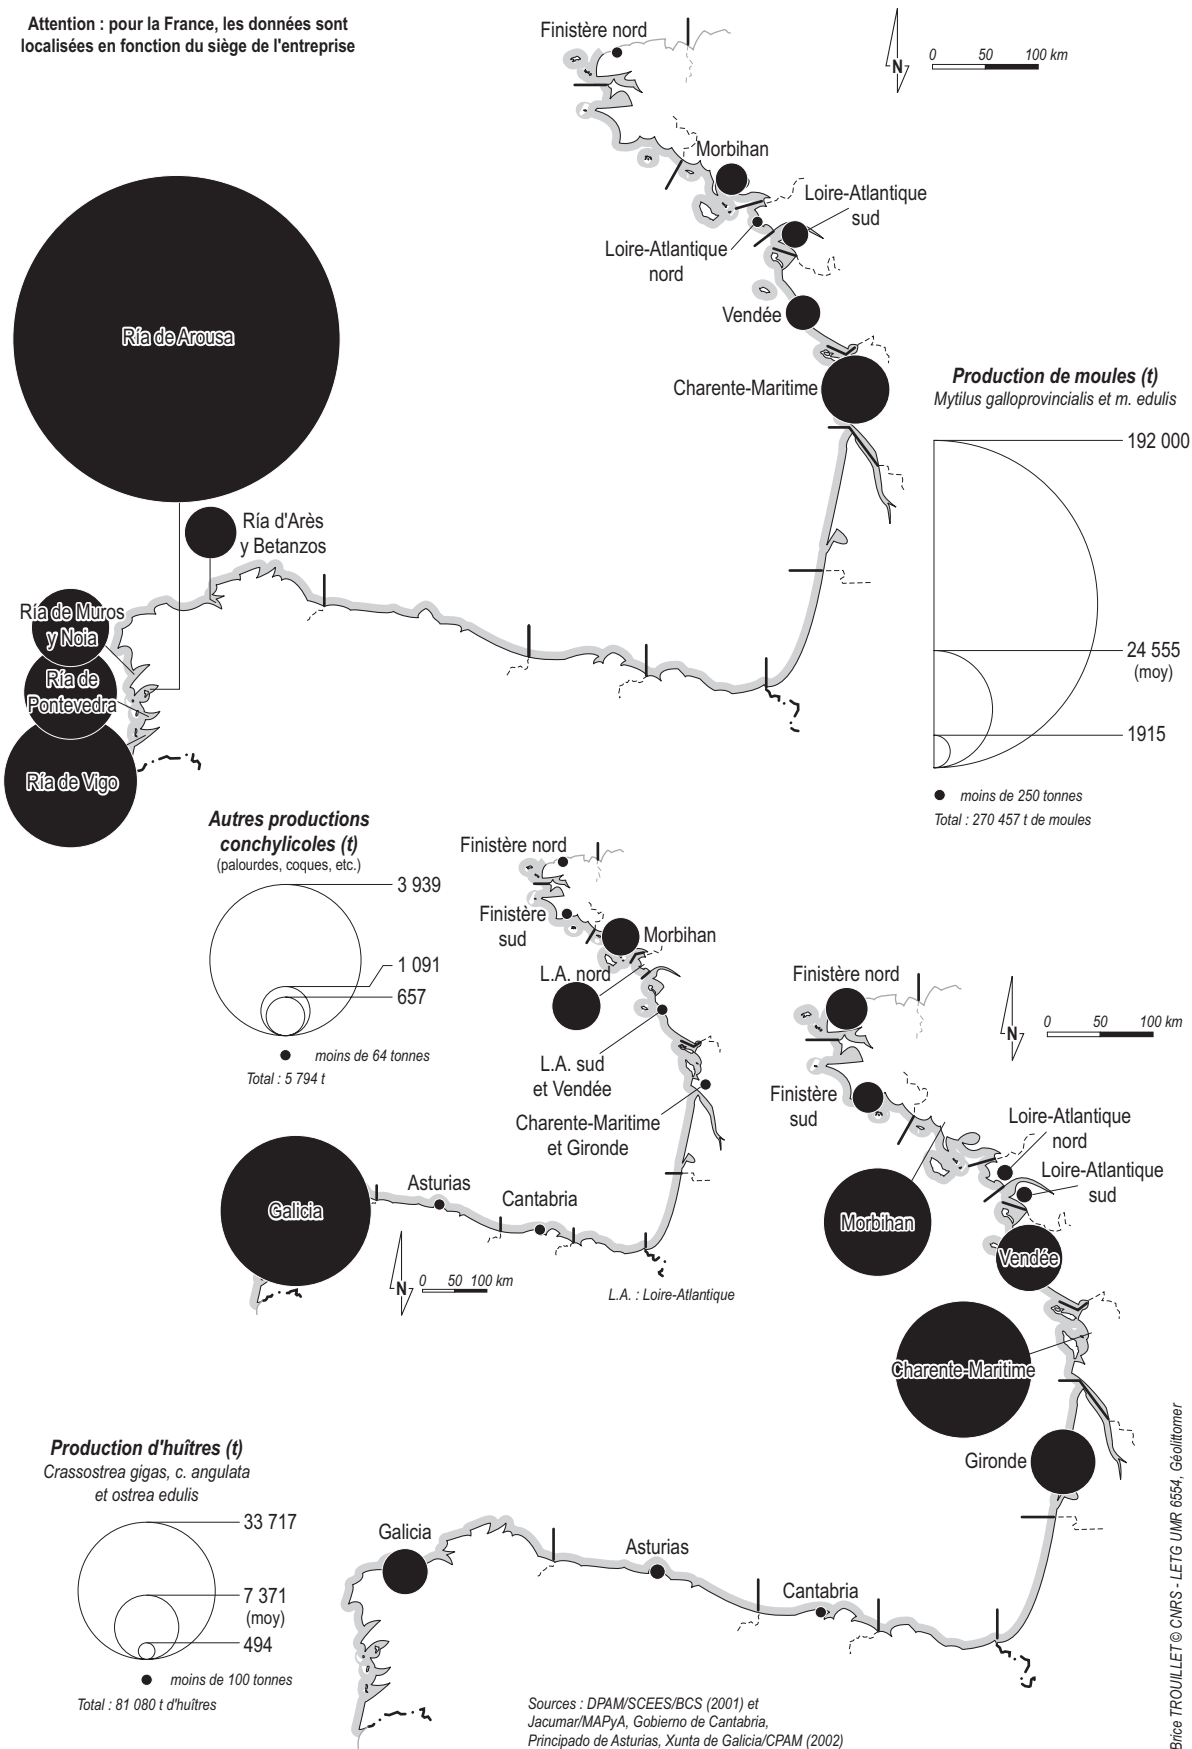 Attention : pour la France, les données sont
localisées en fonction du siège de l'entreprise
Finistère nord
N
0 50 100 km
Morbihan
Loire-Atlantique
sud
Loire-Atlantique
nord
Vendée
Charente-Maritime
Ría de Arousa
Ría d'Arès
y Betanzos
Ría de Muros
y Noia
Ría de
Pontevedra
Ría de Vigo
Production de moules (t)
Mytilus galloprovincialis et m. edulis
192 000
24 555
(moy)
1915
moins de 250 tonnes
Total : 270 457 t de moules
Autres productions
conchylicoles (t)
(palourdes, coques, etc.)
3 939
1 091
657
moins de 64 tonnes
Total : 5 794 t
Finistère nord
Finistère
sud
Morbihan
L.A. nord
L.A. sud
et Vendée
Charente-Maritime
et Gironde
Galicia
Asturias
Cantabria
N
0 50 100 km
L.A. : Loire-Atlantique
Finistère nord
N
0 50 100 km
Finistère
sud
Loire-Atlantique
nord
Loire-Atlantique
sud
Morbihan
Vendée
Charente-Maritime
Gironde
Galicia
Asturias
Cantabria
Production d'huîtres (t)
Crassostrea gigas, c. angulata
et ostrea edulis
33 717
7 371
(moy)
494
moins de 100 tonnes
Total : 81 080 t d'huîtres
Sources : DPAM/SCEES/BCS (2001) et
Jacumar/MAPyA, Gobierno de Cantabria,
Principado de Asturias, Xunta de Galicia/CPAM (2002)
Brice TROUILLET © CNRS - LETG UMR 6554, Géolittomer